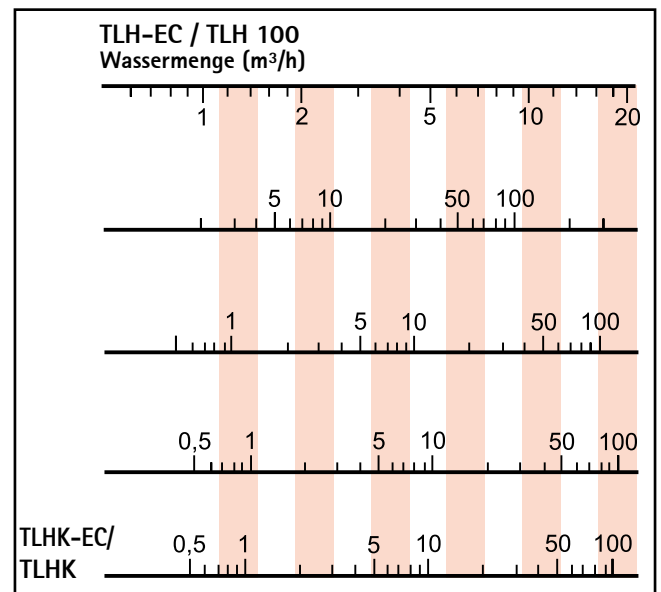 TLH-EC / TLH 100
Wassermenge (m³/h)
1 2 5 10 20
5 10 50 100
1 5 10 50 100
0,5 1 5 10 50 100
TLHK-EC/
TLHK
0,5 1 5 10 50 100